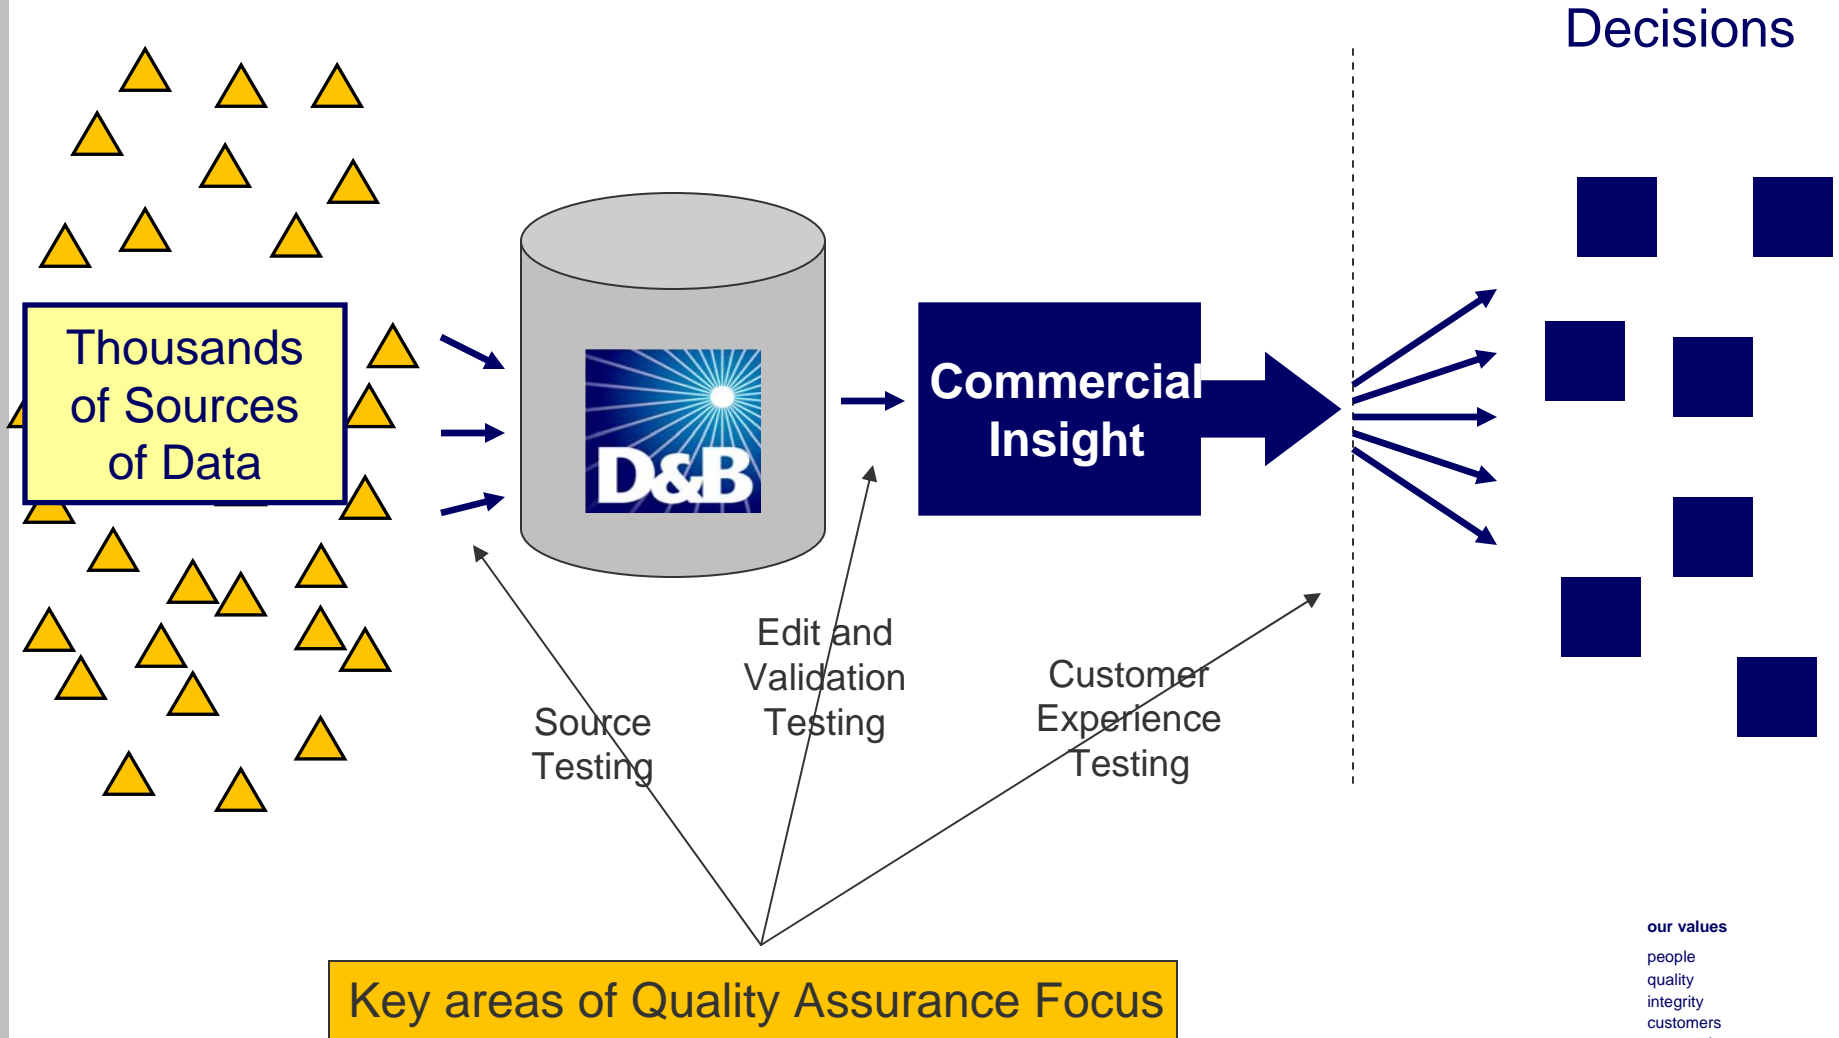 Decisions
Thousands
of Sources
of Data
D&B
Commercial
Insight
Edit and
Validation
Testing
Customer
Experience
Testing
Source
Testing
Key areas of Quality Assurance Focus
our values
people
quality
integrity
customers